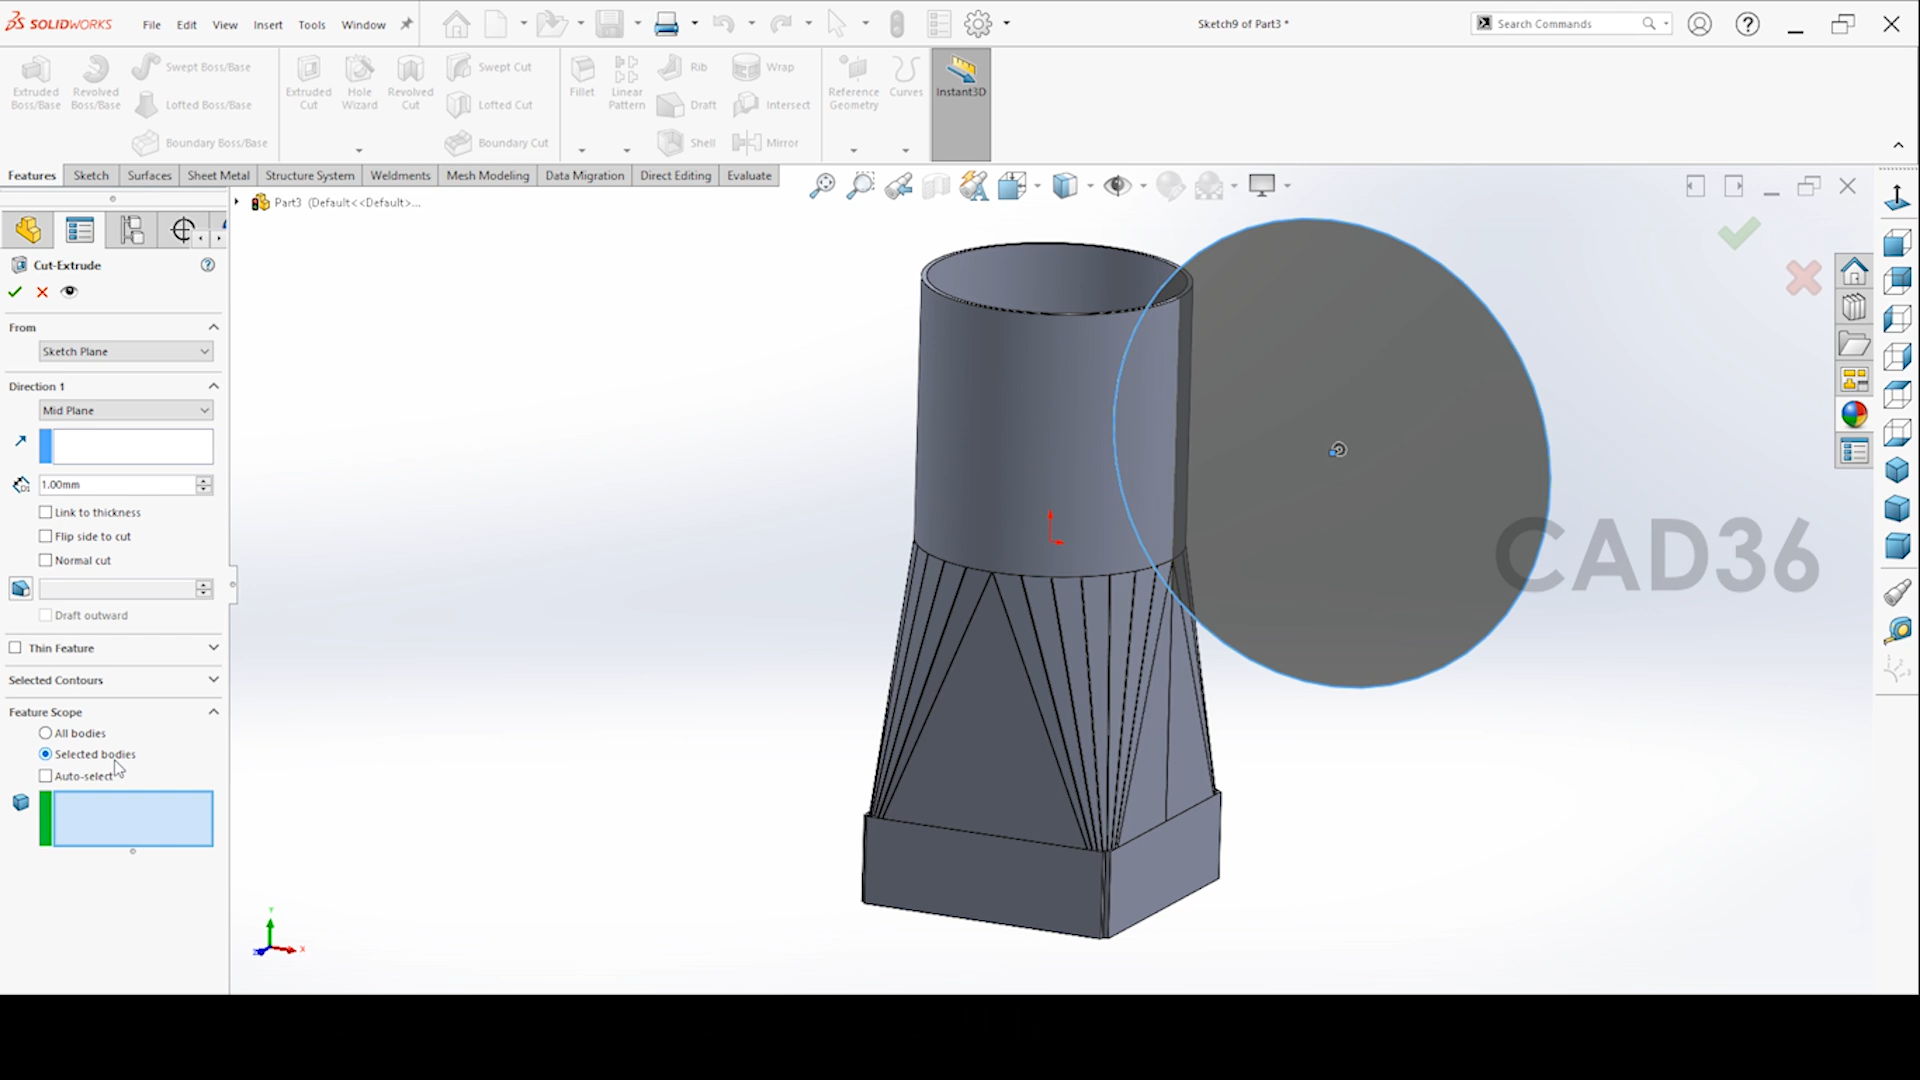 SOLIDWORKS
File Edit View Insert Tools Window
Sketch9 of Part3 *
Search Commands
Extruded Boss/Base
Revolved Boss/Base
Swept Boss/Base
Lofted Boss/Base
Boundary Boss/Base
Extruded Cut
Hole Wizard
Revolved Cut
Swept Cut
Lofted Cut
Boundary Cut
Fillet
Linear Pattern
Rib
Draft
Shell
Wrap
Intersect
Mirror
Reference Geometry
Curves
Instant3D
Features Sketch Surfaces Sheet Metal Structure System Weldments Mesh Modeling Data Migration Direct Editing Evaluate
Part3 (Default<<Default>...
Cut-Extrude
From
Sketch Plane
Direction 1
Mid Plane
1.00mm
Link to thickness
Flip side to cut
Normal cut
Draft outward
Thin Feature
Selected Contours
Feature Scope
All bodies
Selected bodies
Auto-select
CAD36
Y
X
Z